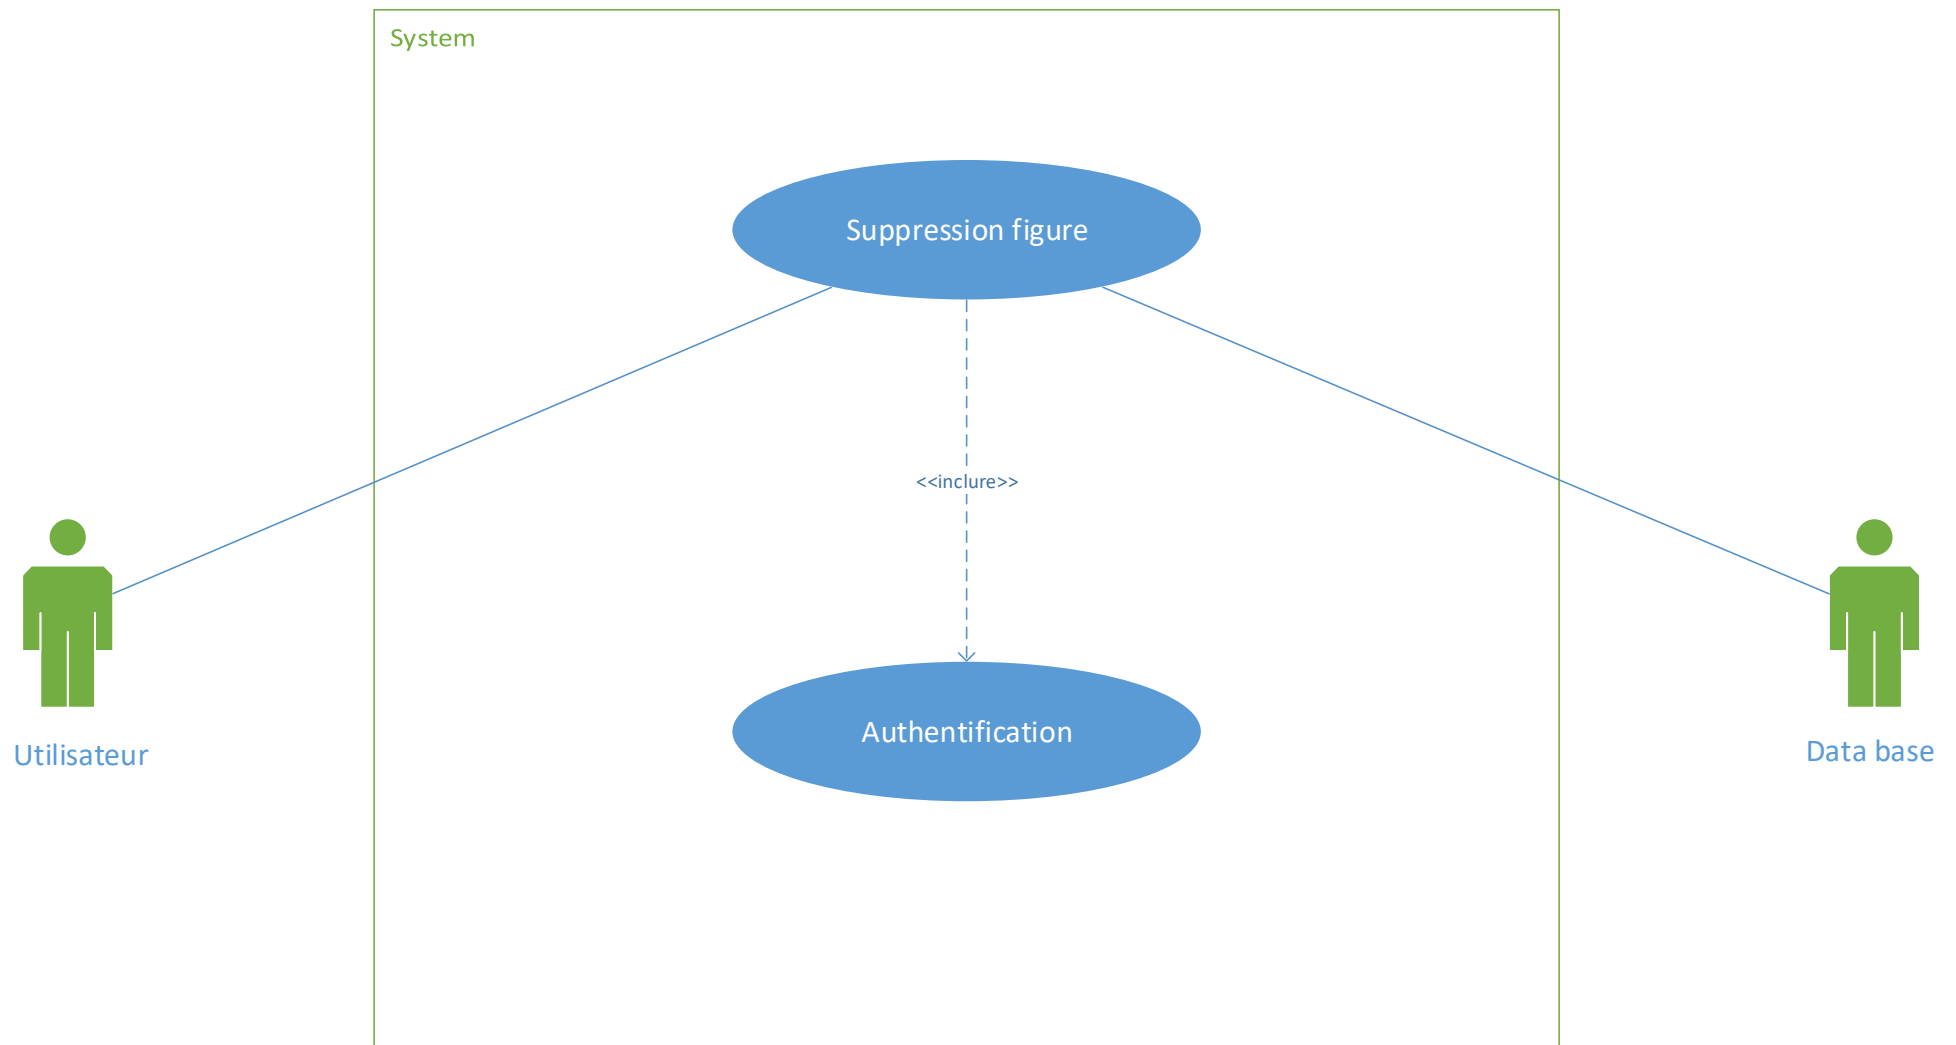 System
Suppression figure
<<inclure>>
Authentification
Utilisateur
Data base